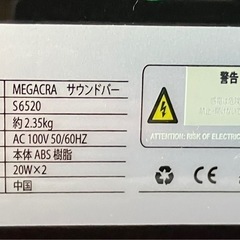 MEGACRA サウンドバー
S6520
約 2.35kg
AC 100V 50/60HZ
本体 ABS 樹脂
20W×2
中国
警告
ATTENTION: RISK OF ELECTRIC
CE